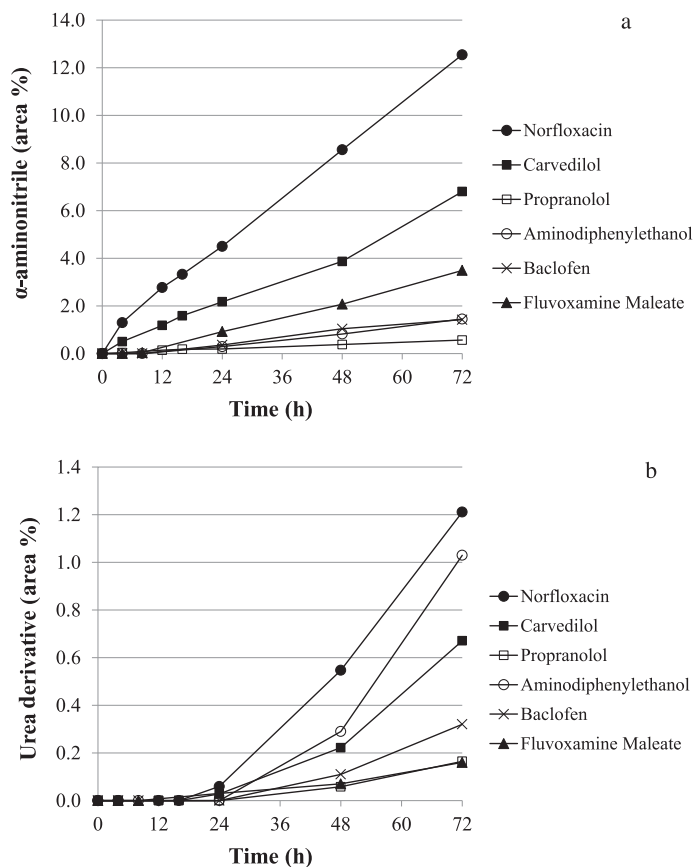 a
α-aminonitrile (area %)
14.0
12.0
10.0
8.0
6.0
4.0
2.0
0.0
0 12 24 36 48 60 72
Time (h)
Norfloxacin
Carvedilol
Propranolol
Aminodiphenylethanol
Baclofen
Fluvoxamine Maleate
b
Urea derivative (area %)
1.4
1.2
1.0
0.8
0.6
0.4
0.2
0.0
0 12 24 36 48 60 72
Time (h)
Norfloxacin
Carvedilol
Propranolol
Aminodiphenylethanol
Baclofen
Fluvoxamine Maleate